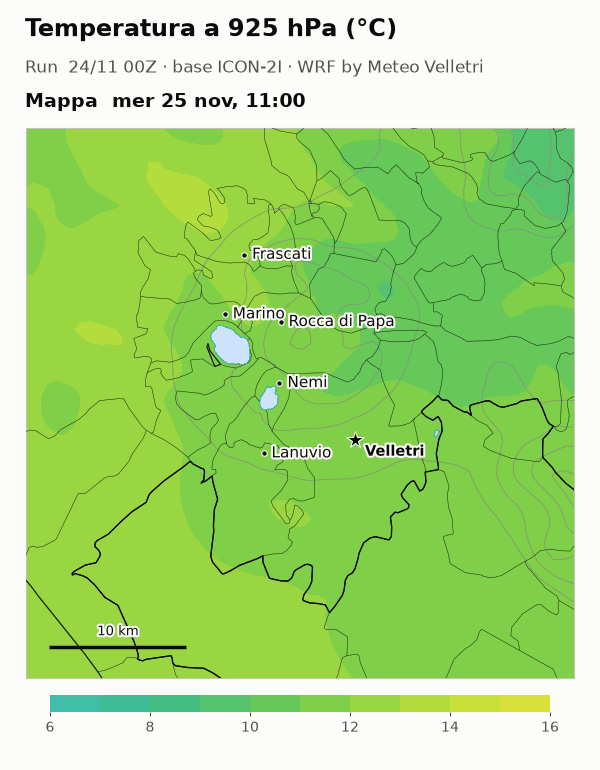 Temperatura a 925 hPa (°C)
Run  24/11 00Z · base ICON-2I · WRF by Meteo Velletri
Mappa  mer 25 nov, 11:00
Frascati
Marino
Rocca di Papa
Nemi
Velletri
Lanuvio
10 km
6 8 10 12 14 16